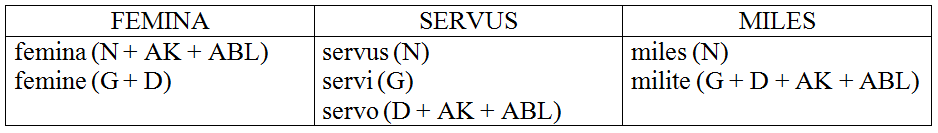 FEMINA SERVUS MILES
femina (N + AK + ABL) servus (N) miles (N)
femine (G + D) servi (G) milite (G + D + AK + ABL)
servo (D + AK + ABL)